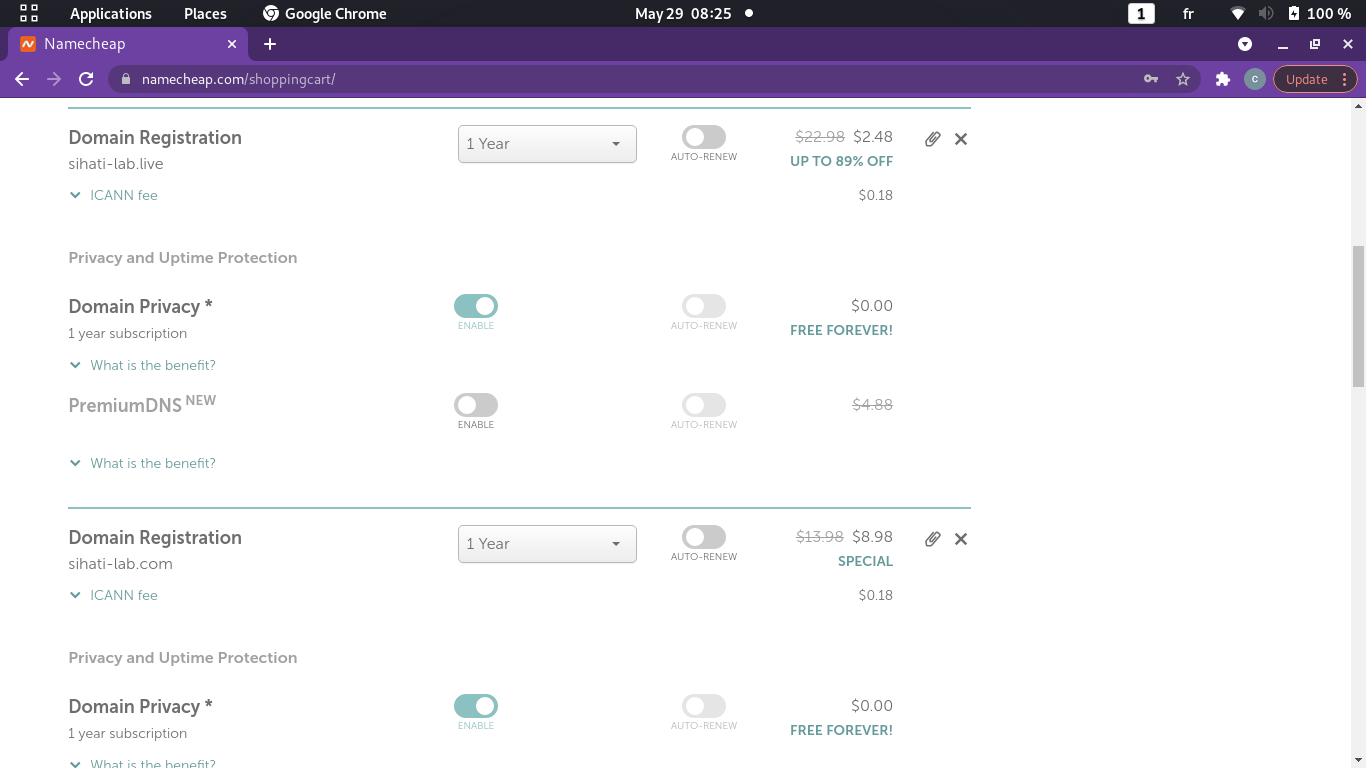 Applications Places Google Chrome May 29 08:25 1 fr 100 %
Namecheap
namecheap.com/shoppingcart/ c Update
Domain Registration 1 Year $22.98 $2.48
sihati-lab.live AUTO-RENEW UP TO 89% OFF
ICANN fee $0.18
Privacy and Uptime Protection
Domain Privacy * $0.00
1 year subscription ENABLE AUTO-RENEW FREE FOREVER!
What is the benefit?
PremiumDNS NEW $4.88
ENABLE AUTO-RENEW
What is the benefit?
Domain Registration 1 Year $13.98 $8.98
sihati-lab.com AUTO-RENEW SPECIAL
ICANN fee $0.18
Privacy and Uptime Protection
Domain Privacy * $0.00
1 year subscription ENABLE AUTO-RENEW FREE FOREVER!
What is the benefit?